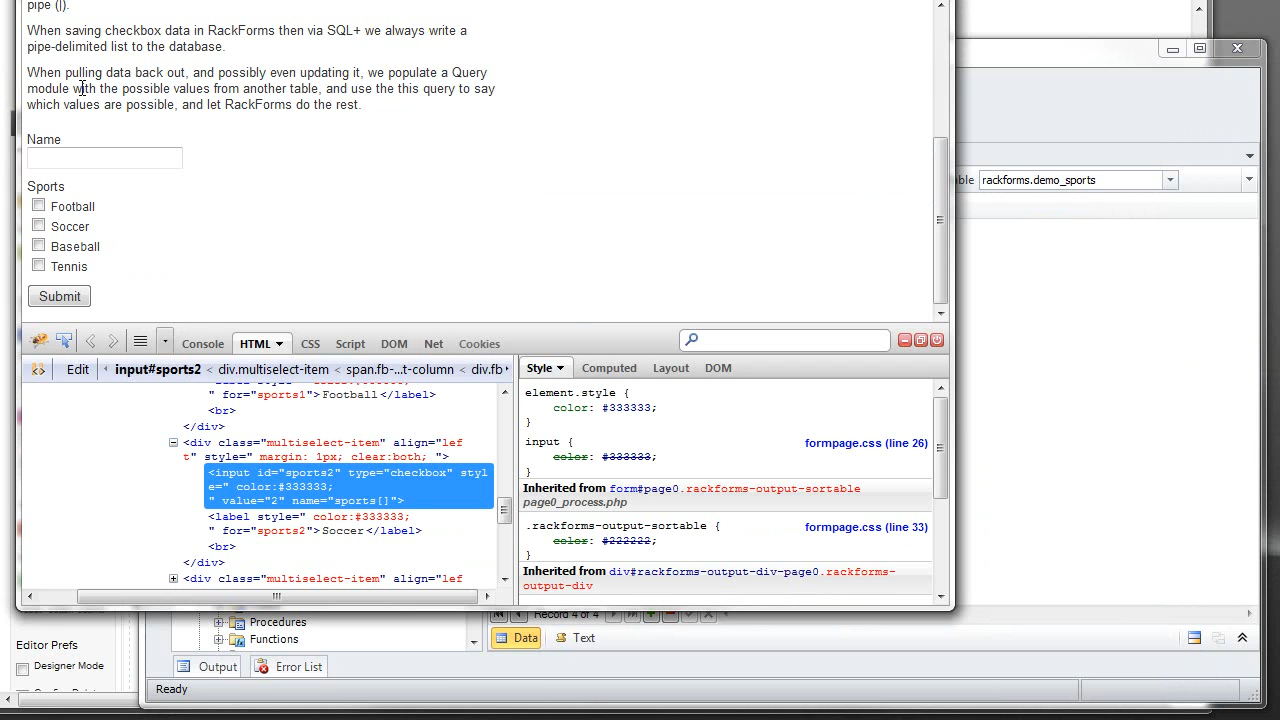 pipe (|).
When saving checkbox data in RackForms then via SQL+ we always write a
pipe-delimited list to the database.
When pulling data back out, and possibly even updating it, we populate a Query
module with the possible values from another table, and use the this query to say
which values are possible, and let RackForms do the rest.
Name
Sports
Football
Soccer
Baseball
Tennis
Submit
rackforms.demo_sports
Console HTML CSS Script DOM Net Cookies
Edit input#sports2 < div.multiselect-item < span.fb-...t-column < div.fb
Style Computed Layout DOM
" for="sports1">Football</label>
<br>
</div>
<div class="multiselect-item" align="lef
t" style=" margin: 1px; clear:both; ">
<input id="sports2" type="checkbox" styl
e=" color:#333333;
" value="2" name="sports[]">
<label style=" color:#333333;
" for="sports2">Soccer</label>
<br>
</div>
<div class="multiselect-item" align="lef
element.style {
color: #333333;
}
input { formpage.css (line 26)
color: #333333;
}
Inherited from form#page0.rackforms-output-sortable
page0_process.php
.rackforms-output-sortable { formpage.css (line 33)
color: #222222;
}
Inherited from div#rackforms-output-div-page0.rackforms-
output-div
Procedures
Functions
Record 4 of 4
Data Text
Editor Prefs
Designer Mode
Output Error List
Ready